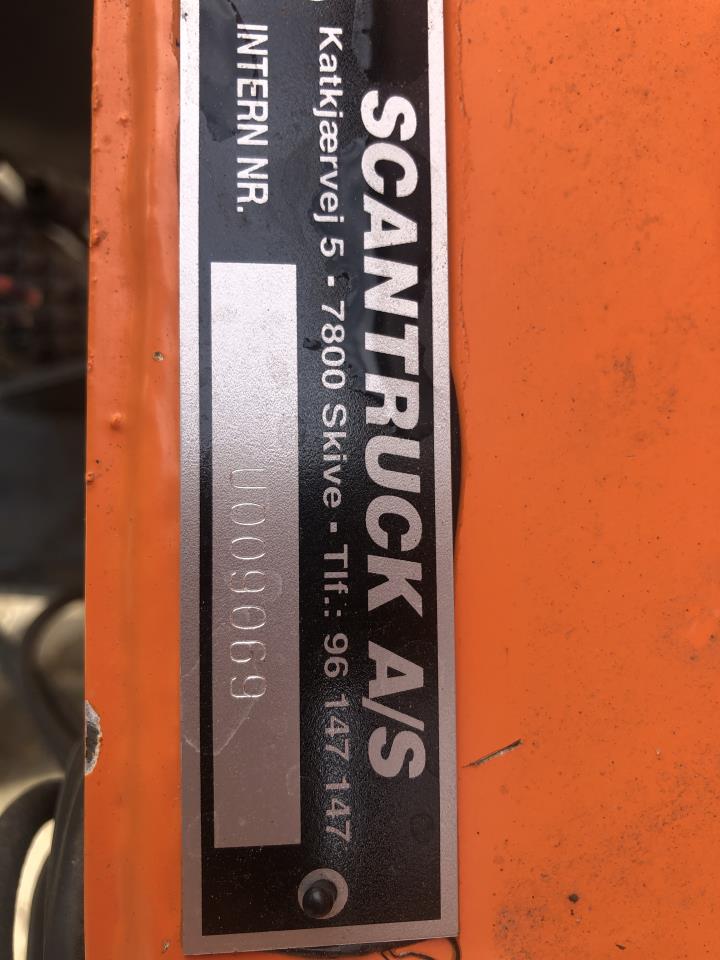 SCANTRUCK A/S
Katkjærvej 5 - 7800 Skive - Tlf.: 96 147 147
INTERN NR. U009069